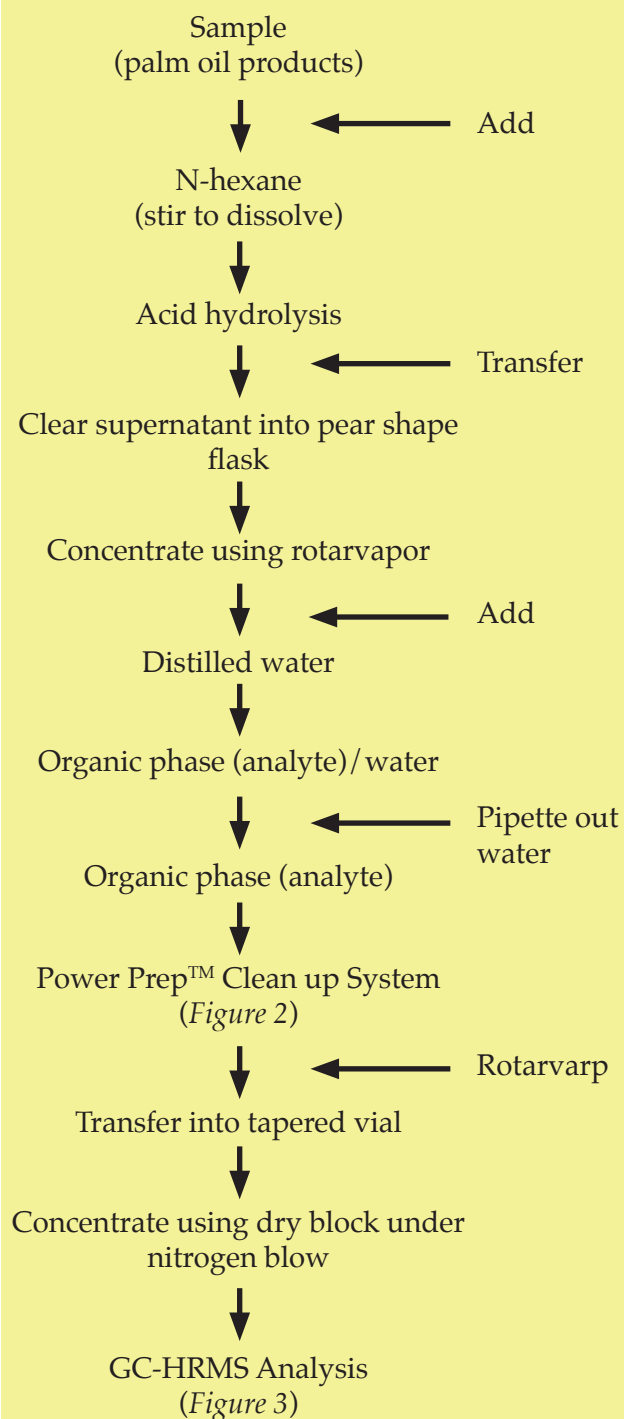 Sample
(palm oil products)
Add
N-hexane
(stir to dissolve)
Acid hydrolysis
Transfer
Clear supernatant into pear shape
flask
Concentrate using rotarvapor
Add
Distilled water
Organic phase (analyte)/water
Pipette out
water
Organic phase (analyte)
Power Prep™ Clean up System
(Figure 2)
Rotarvarp
Transfer into tapered vial
Concentrate using dry block under
nitrogen blow
GC-HRMS Analysis
(Figure 3)